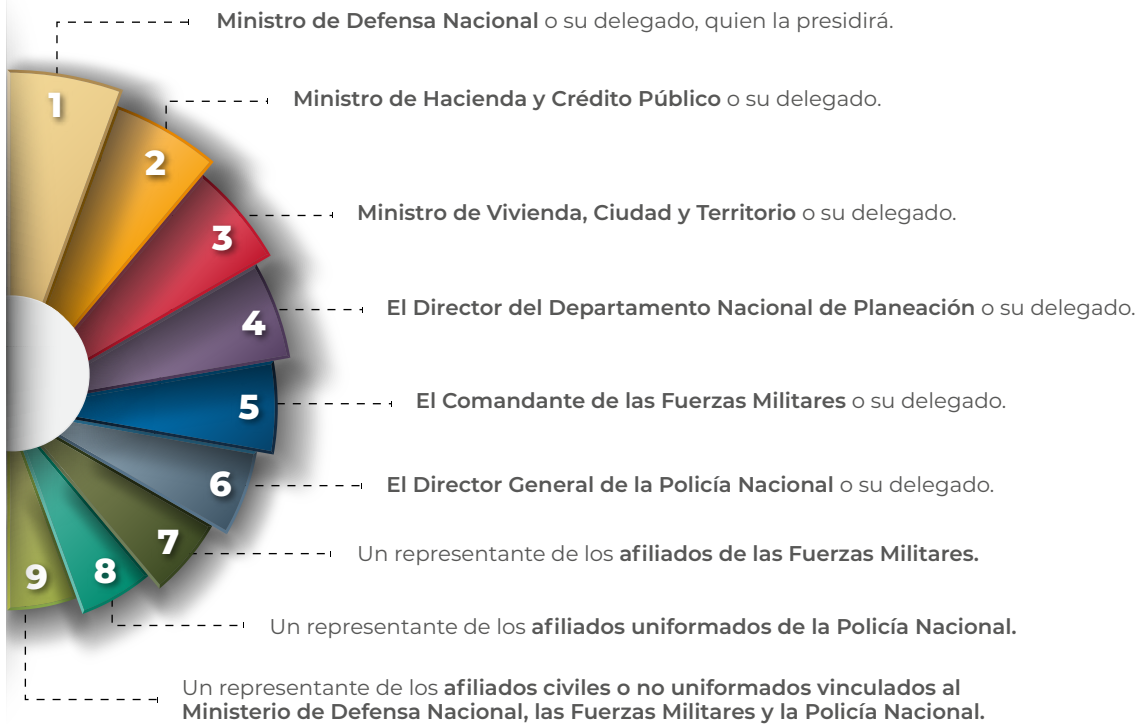 Ministro de Defensa Nacional o su delegado, quien la presidirá.
1
Ministro de Hacienda y Crédito Público o su delegado.
2
Ministro de Vivienda, Ciudad y Territorio o su delegado.
3
El Director del Departamento Nacional de Planeación o su delegado.
4
El Comandante de las Fuerzas Militares o su delegado.
5
El Director General de la Policía Nacional o su delegado.
6
Un representante de los afiliados de las Fuerzas Militares.
7
Un representante de los afiliados uniformados de la Policía Nacional.
8
Un representante de los afiliados civiles o no uniformados vinculados al
Ministerio de Defensa Nacional, las Fuerzas Militares y la Policía Nacional.
9